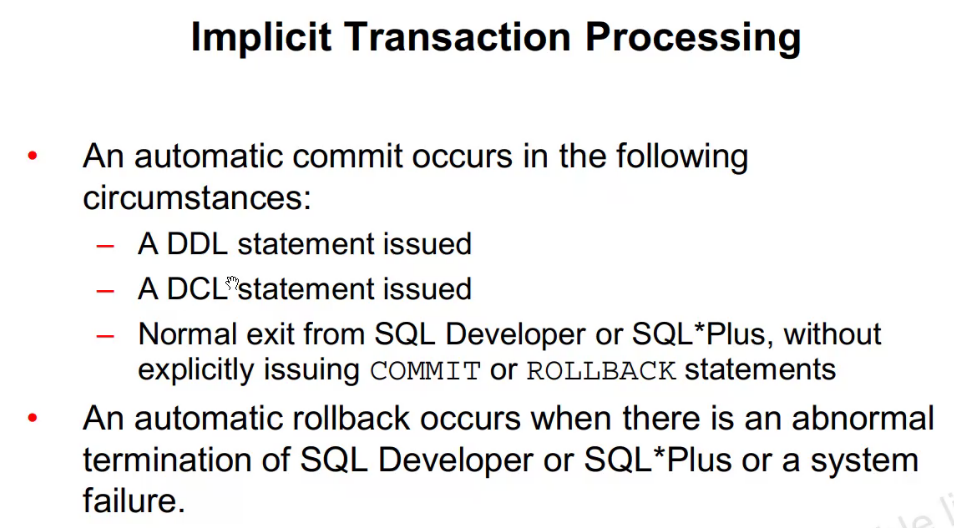 Implicit Transaction Processing
• An automatic commit occurs in the following
circumstances:
– A DDL statement issued
– A DCL statement issued
– Normal exit from SQL Developer or SQL*Plus, without
explicitly issuing COMMIT or ROLLBACK statements
• An automatic rollback occurs when there is an abnormal
termination of SQL Developer or SQL*Plus or a system
failure.